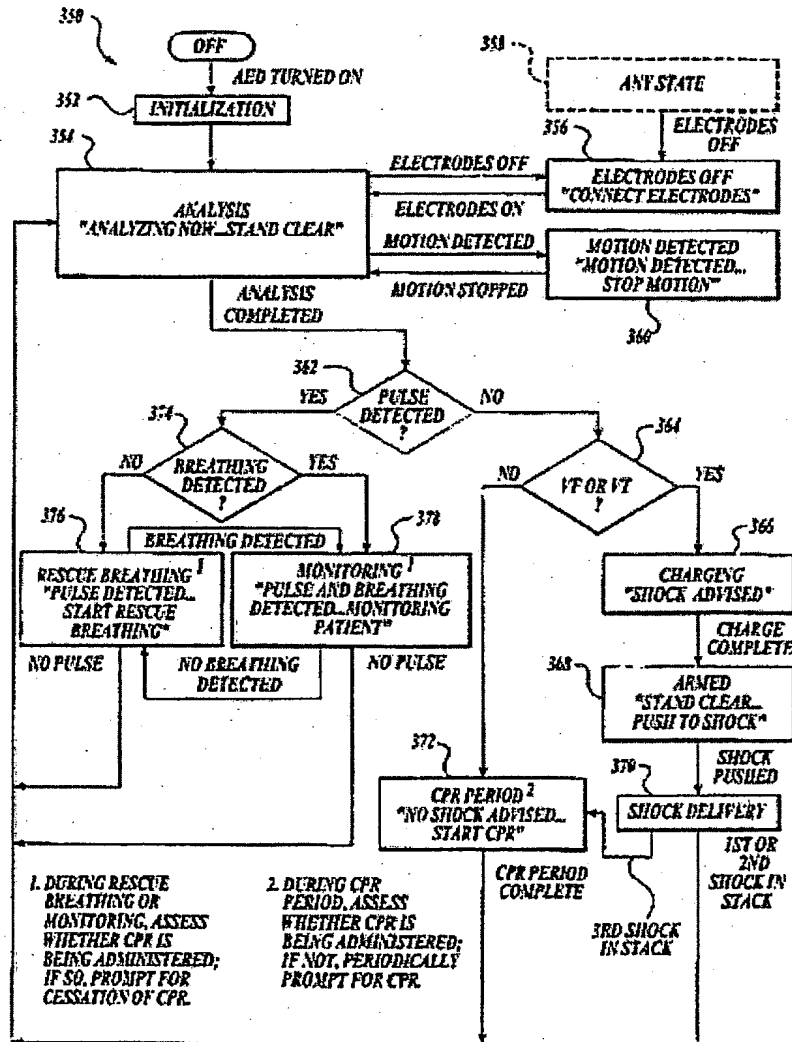 350
OFF
AED TURNED ON
352
INITIALIZATION
354
ANALYSIS
"ANALYZING NOW...STAND CLEAR"
358
ANY STATE
ELECTRODES
OFF
356
ELECTRODES OFF
"CONNECT ELECTRODES"
ELECTRODES OFF
ELECTRODES ON
MOTION DETECTED
MOTION STOPPED
MOTION DETECTED
"MOTION DETECTED...
STOP MOTION"
360
ANALYSIS
COMPLETED
362
PULSE
DETECTED
?
YES
NO
374
BREATHING
DETECTED
?
NO
YES
364
VF OR VT
?
NO
YES
376
BREATHING DETECTED
378
RESCUE BREATHING 1
"PULSE DETECTED...
START RESCUE
BREATHING"
MONITORING 1
"PULSE AND BREATHING
DETECTED...MONITORING
PATIENT"
NO PULSE
NO BREATHING
DETECTED
NO PULSE
366
CHARGING
"SHOCK ADVISED"
CHARGE
COMPLETE
368
ARMED
"STAND CLEAR...
PUSH TO SHOCK"
SHOCK
PUSHED
370
SHOCK DELIVERY
372
CPR PERIOD 2
"NO SHOCK ADVISED...
START CPR"
CPR PERIOD
COMPLETE
1ST OR
2ND
SHOCK IN
STACK
3RD SHOCK
IN STACK
1. DURING RESCUE
BREATHING OR
MONITORING, ASSESS
WHETHER CPR IS
BEING ADMINISTERED;
IF SO, PROMPT FOR
CESSATION OF CPR.
2. DURING CPR
PERIOD, ASSESS
WHETHER CPR IS
BEING ADMINISTERED;
IF NOT, PERIODICALLY
PROMPT FOR CPR.